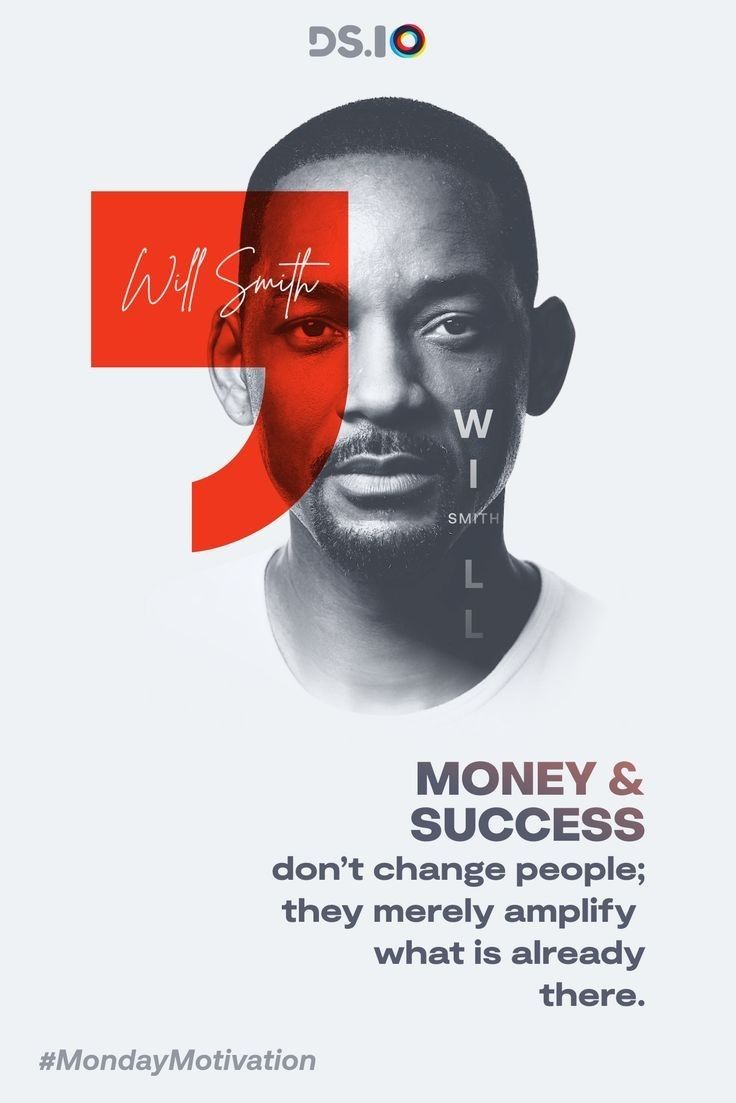 DS.IO
Will Smith
W
I
SMITH
L
L
MONEY &
SUCCESS
don’t change people;
they merely amplify
what is already
there.
#MondayMotivation